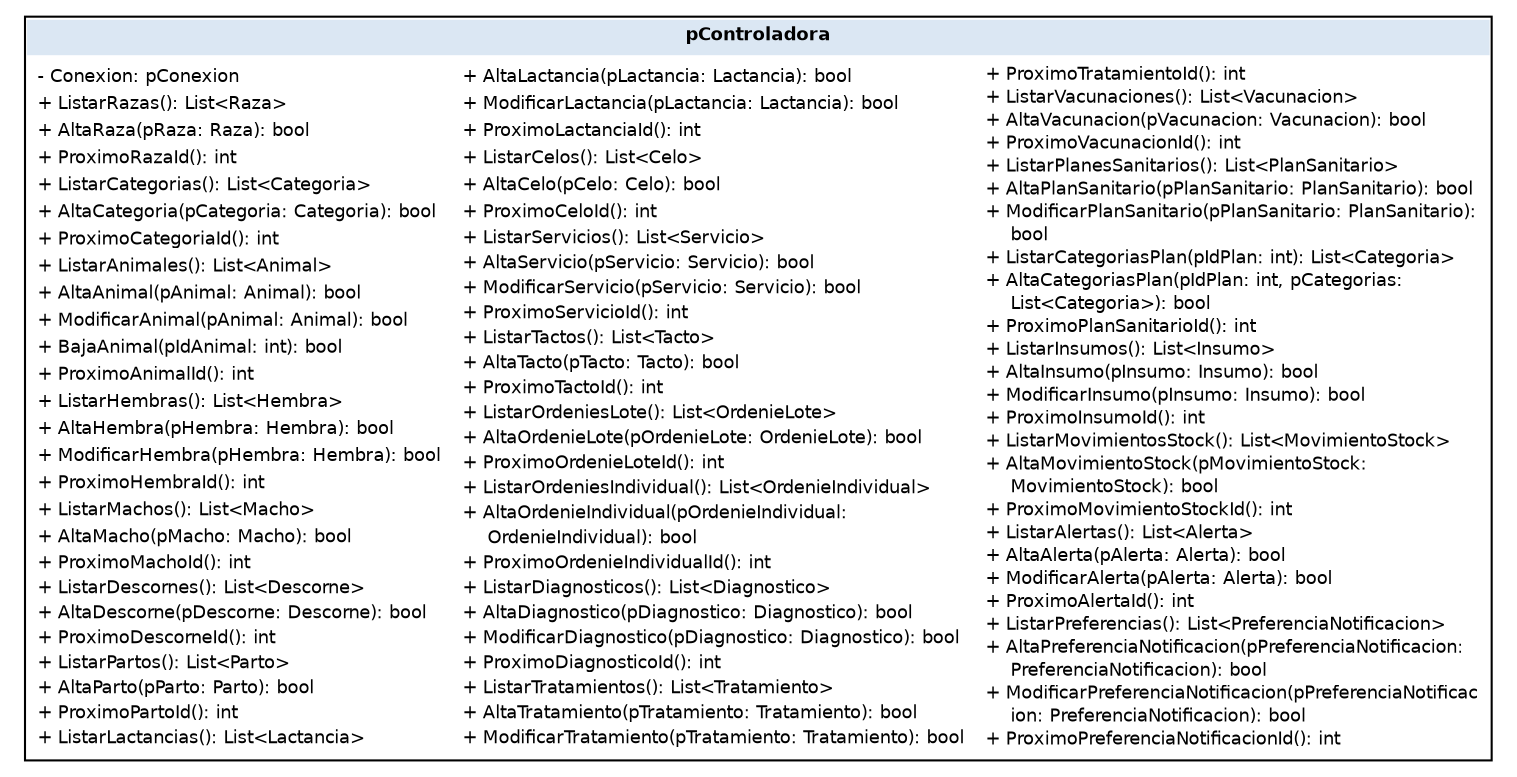 pControladora
- Conexion: pConexion
+ ListarRazas(): List<Raza>
+ AltaRaza(pRaza: Raza): bool
+ ProximoRazaId(): int
+ ListarCategorias(): List<Categoria>
+ AltaCategoria(pCategoria: Categoria): bool
+ ProximoCategoriaId(): int
+ ListarAnimales(): List<Animal>
+ AltaAnimal(pAnimal: Animal): bool
+ ModificarAnimal(pAnimal: Animal): bool
+ BajaAnimal(pIdAnimal: int): bool
+ ProximoAnimalId(): int
+ ListarHembras(): List<Hembra>
+ AltaHembra(pHembra: Hembra): bool
+ ModificarHembra(pHembra: Hembra): bool
+ ProximoHembraId(): int
+ ListarMachos(): List<Macho>
+ AltaMacho(pMacho: Macho): bool
+ ProximoMachoId(): int
+ ListarDescornes(): List<Descorne>
+ AltaDescorne(pDescorne: Descorne): bool
+ ProximoDescorneId(): int
+ ListarPartos(): List<Parto>
+ AltaParto(pParto: Parto): bool
+ ProximoPartoId(): int
+ ListarLactancias(): List<Lactancia>
+ AltaLactancia(pLactancia: Lactancia): bool
+ ModificarLactancia(pLactancia: Lactancia): bool
+ ProximoLactanciaId(): int
+ ListarCelos(): List<Celo>
+ AltaCelo(pCelo: Celo): bool
+ ProximoCeloId(): int
+ ListarServicios(): List<Servicio>
+ AltaServicio(pServicio: Servicio): bool
+ ModificarServicio(pServicio: Servicio): bool
+ ProximoServicioId(): int
+ ListarTactos(): List<Tacto>
+ AltaTacto(pTacto: Tacto): bool
+ ProximoTactoId(): int
+ ListarOrdeniesLote(): List<OrdenieLote>
+ AltaOrdenieLote(pOrdenieLote: OrdenieLote): bool
+ ProximoOrdenieLoteId(): int
+ ListarOrdeniesIndividual(): List<OrdenieIndividual>
+ AltaOrdenieIndividual(pOrdenieIndividual:
OrdenieIndividual): bool
+ ProximoOrdenieIndividualId(): int
+ ListarDiagnosticos(): List<Diagnostico>
+ AltaDiagnostico(pDiagnostico: Diagnostico): bool
+ ModificarDiagnostico(pDiagnostico: Diagnostico): bool
+ ProximoDiagnosticoId(): int
+ ListarTratamientos(): List<Tratamiento>
+ AltaTratamiento(pTratamiento: Tratamiento): bool
+ ModificarTratamiento(pTratamiento: Tratamiento): bool
+ ProximoTratamientoId(): int
+ ListarVacunaciones(): List<Vacunacion>
+ AltaVacunacion(pVacunacion: Vacunacion): bool
+ ProximoVacunacionId(): int
+ ListarPlanesSanitarios(): List<PlanSanitario>
+ AltaPlanSanitario(pPlanSanitario: PlanSanitario): bool
+ ModificarPlanSanitario(pPlanSanitario: PlanSanitario):
bool
+ ListarCategoriasPlan(pIdPlan: int): List<Categoria>
+ AltaCategoriasPlan(pIdPlan: int, pCategorias:
List<Categoria>): bool
+ ProximoPlanSanitarioId(): int
+ ListarInsumos(): List<Insumo>
+ AltaInsumo(pInsumo: Insumo): bool
+ ModificarInsumo(pInsumo: Insumo): bool
+ ProximoInsumoId(): int
+ ListarMovimientosStock(): List<MovimientoStock>
+ AltaMovimientoStock(pMovimientoStock:
MovimientoStock): bool
+ ProximoMovimientoStockId(): int
+ ListarAlertas(): List<Alerta>
+ AltaAlerta(pAlerta: Alerta): bool
+ ModificarAlerta(pAlerta: Alerta): bool
+ ProximoAlertaId(): int
+ ListarPreferencias(): List<PreferenciaNotificacion>
+ AltaPreferenciaNotificacion(pPreferenciaNotificacion:
PreferenciaNotificacion): bool
+ ModificarPreferenciaNotificacion(pPreferenciaNotificac
ion: PreferenciaNotificacion): bool
+ ProximoPreferenciaNotificacionId(): int